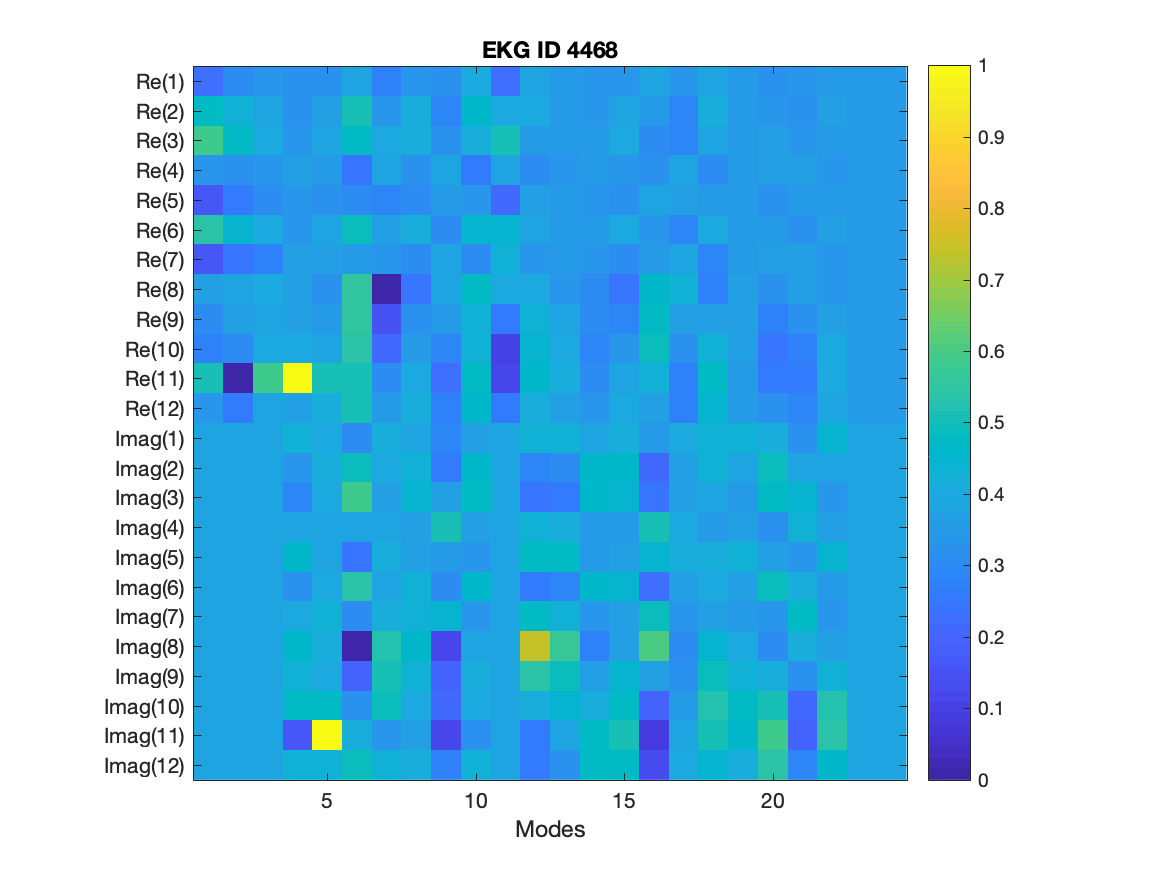 EKG ID 4468
Re(1)
Re(2)
Re(3)
Re(4)
Re(5)
Re(6)
Re(7)
Re(8)
Re(9)
Re(10)
Re(11)
Re(12)
Imag(1)
Imag(2)
Imag(3)
Imag(4)
Imag(5)
Imag(6)
Imag(7)
Imag(8)
Imag(9)
Imag(10)
Imag(11)
Imag(12)
5 10 15 20
Modes
1
0.9
0.8
0.7
0.6
0.5
0.4
0.3
0.2
0.1
0